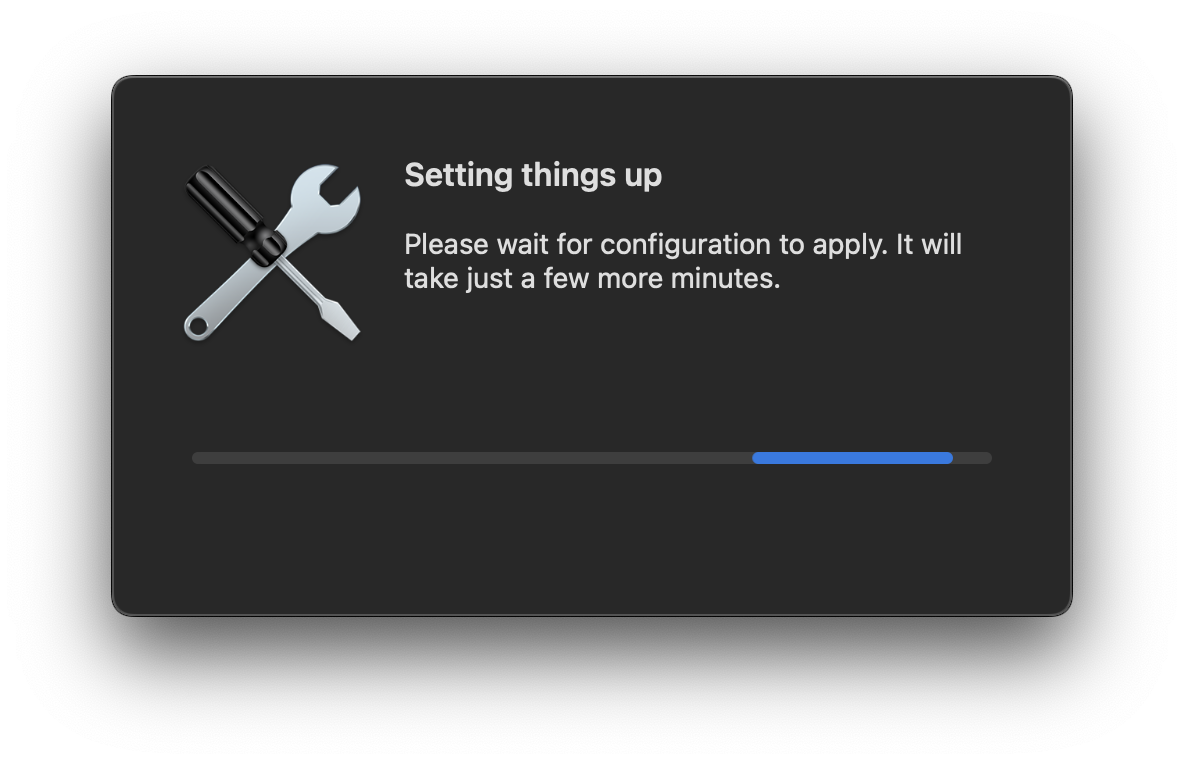 Setting things up
Please wait for configuration to apply. It will
take just a few more minutes.